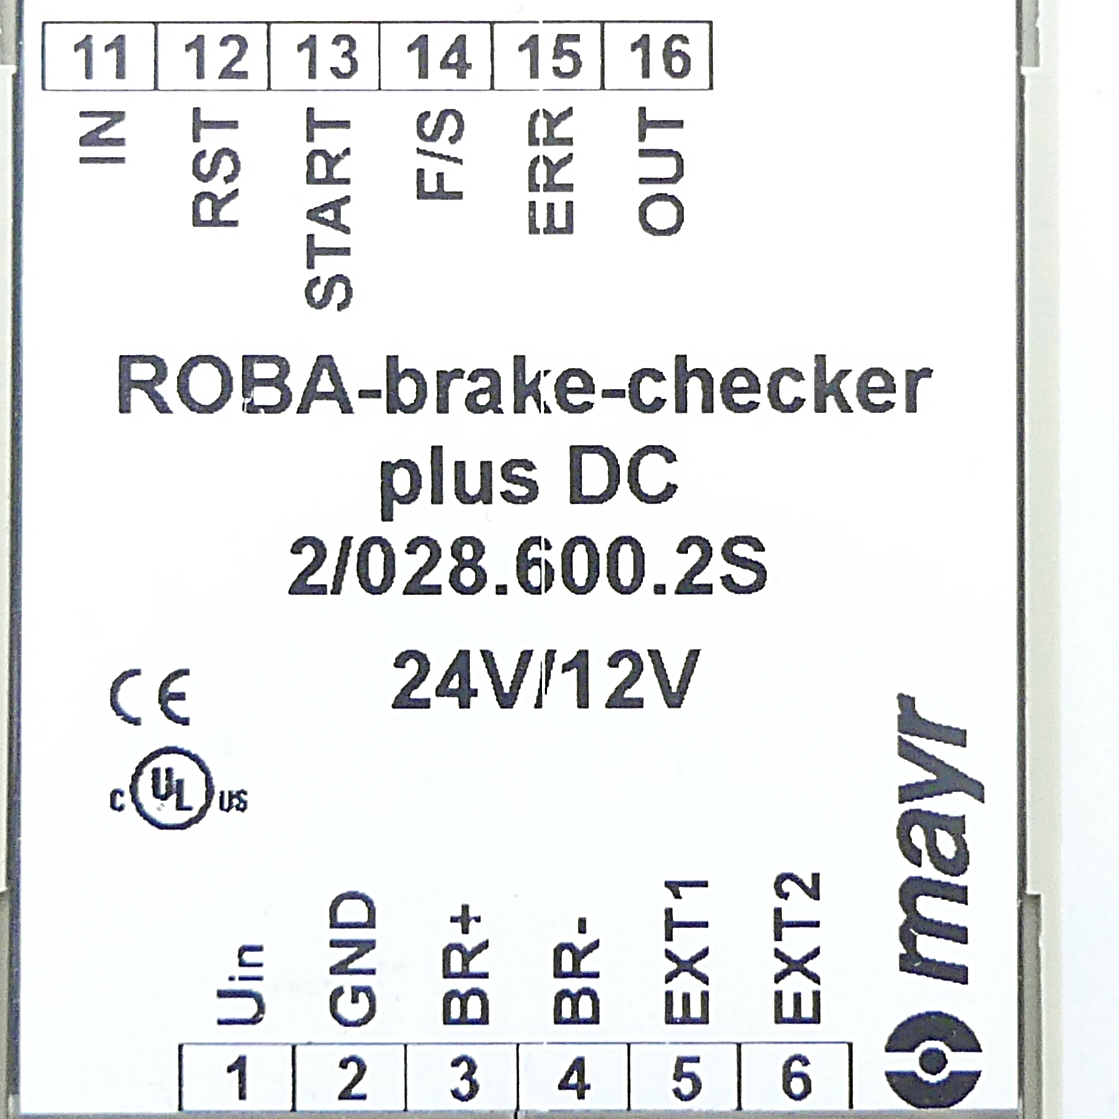 11 12 13 14 15 16
IN RST START F/S ERR OUT
ROBA-brake-checker
plus DC
2/028.600.2S
24V/12V
CE
C UL US
mayr
Uin GND BR+ BR- EXT1 EXT2
1 2 3 4 5 6